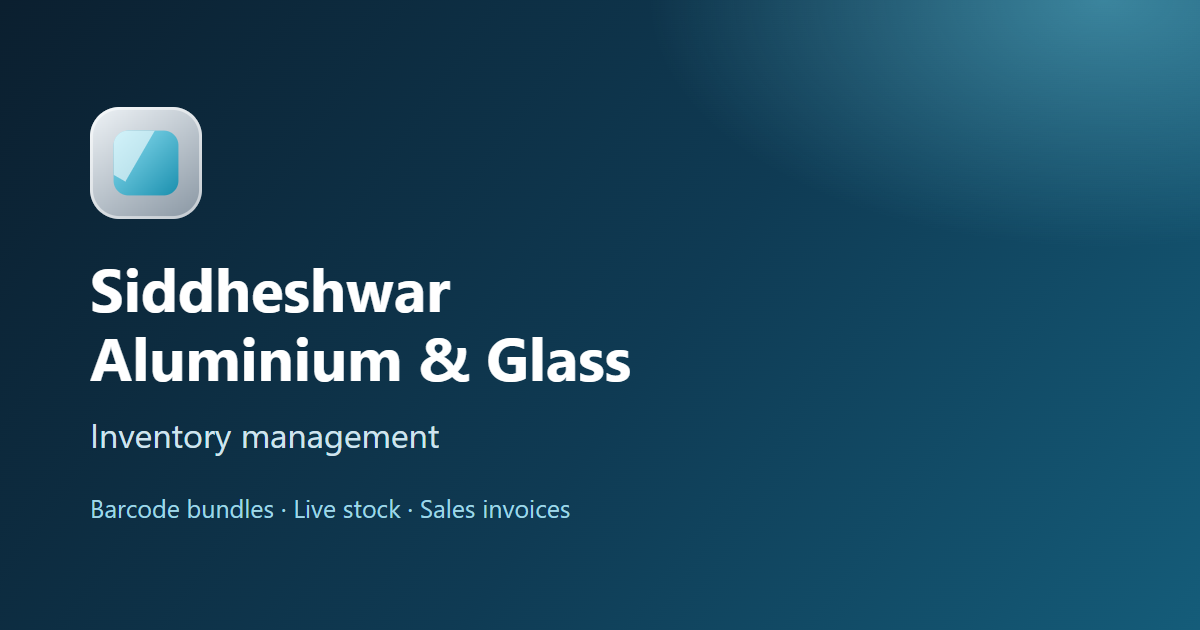 Siddheshwar
Aluminium & Glass
Inventory management
Barcode bundles · Live stock · Sales invoices